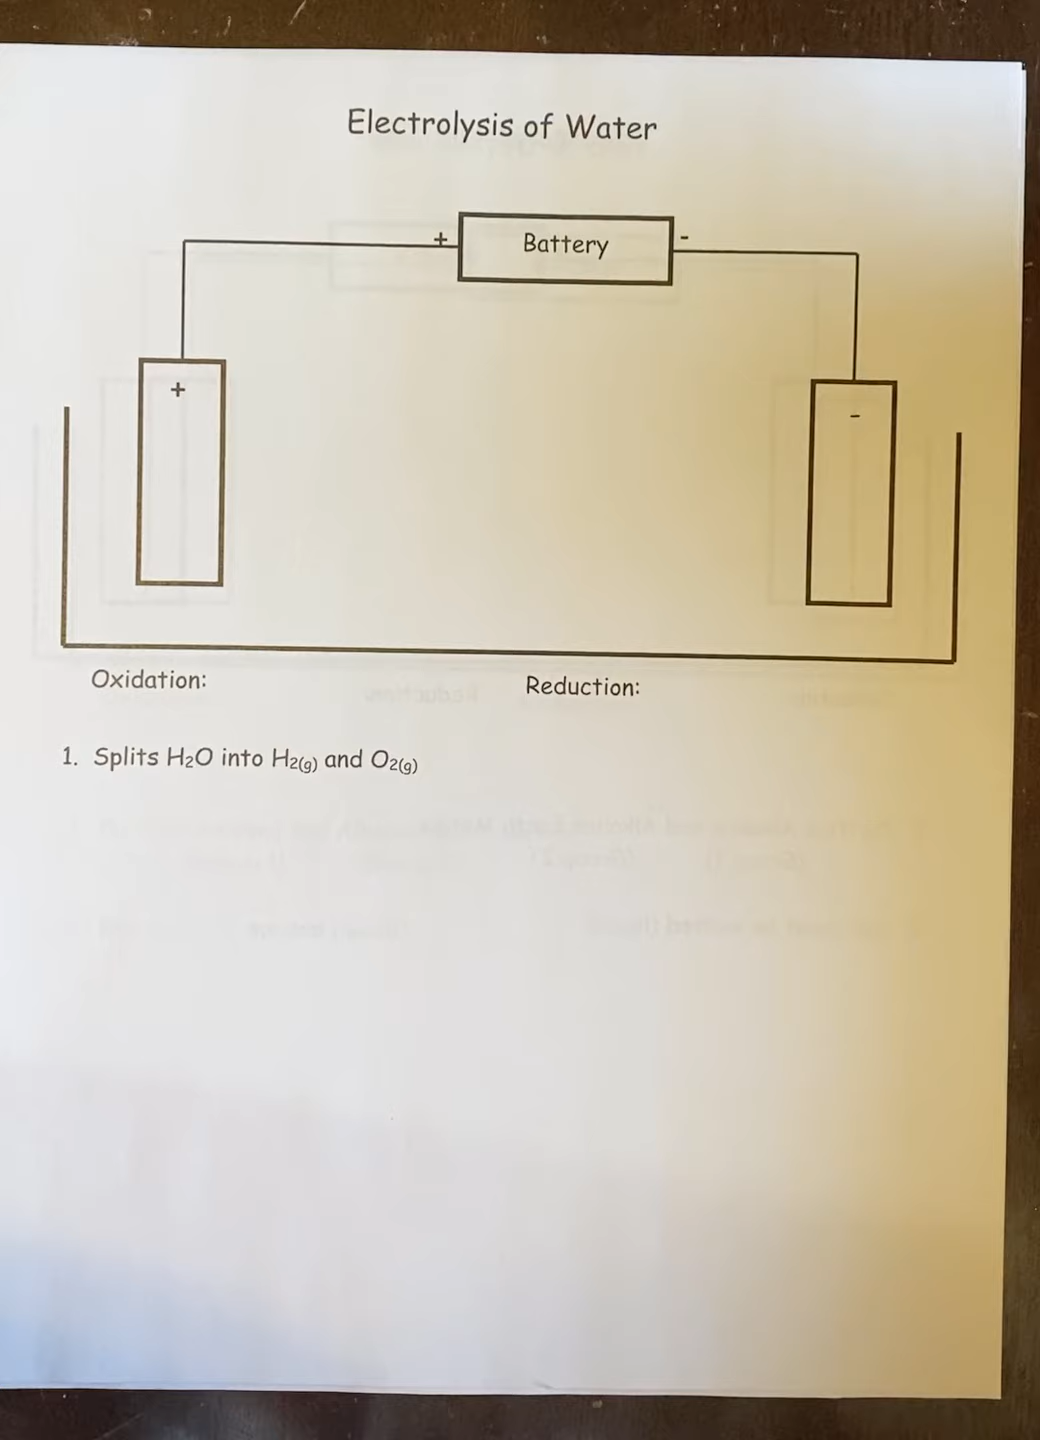 Electrolysis of Water
+ Battery -
+ -
Oxidation: Reduction:
1. Splits H₂O into H₂(g) and O₂(g)